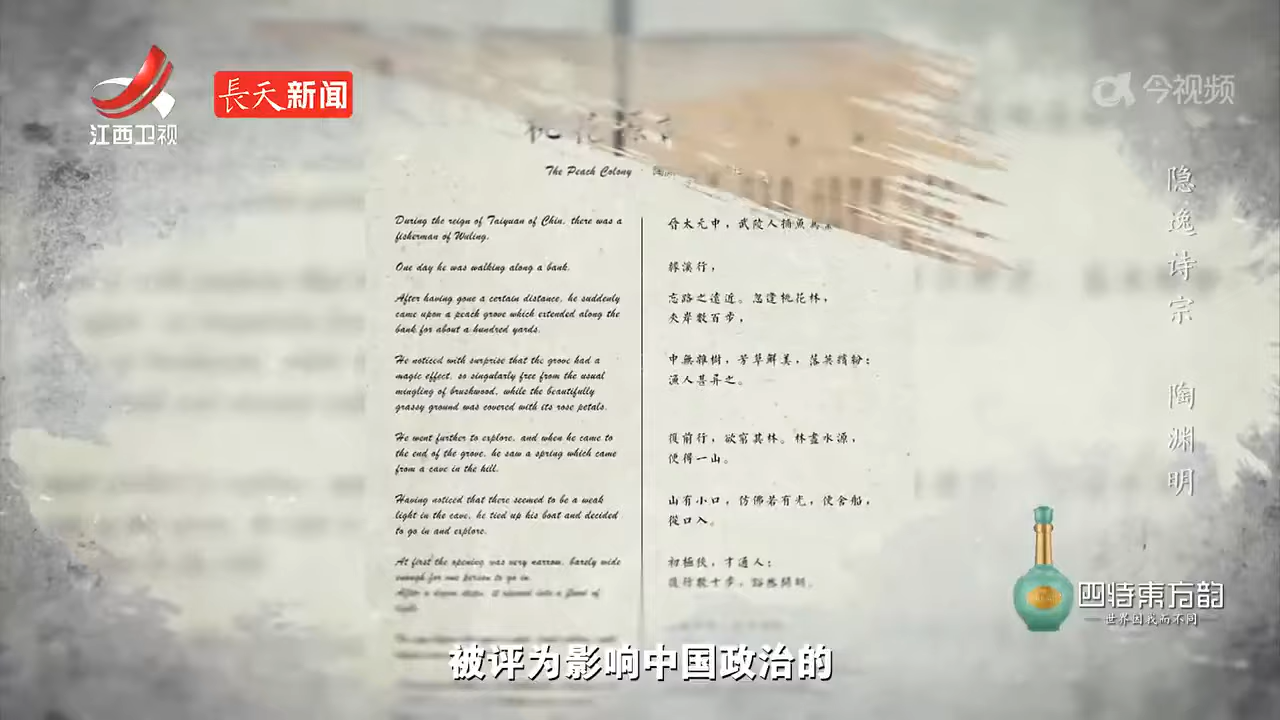 江西卫视
長天新闻
今视频
The Peach Colony
During the reign of Taiyuan of Chin, there was a
fisherman of Wuling.
One day he was walking along a bank.
After having gone a certain distance, he suddenly
came upon a peach grove which extended along the
bank for about a hundred yards.
He noticed with surprise that the grove had a
magic effect, so singularly free from the usual
mingling of brushwood, while the beautifully
grassy ground was covered with its rose petals.
He went further to explore, and when he came to
the end of the grove, he saw a spring which came
from a cave in the hill.
Having noticed that there seemed to be a weak
light in the cave, he tied up his boat and decided
to go in and explore.
At first the opening was very narrow, barely wide
enough for one person to go in.
After a dozen steps, it opened into a flood of
light.
晉太元中，武陵人捕魚為業
緣溪行，
忘路之遠近。忽逢桃花林，
夾岸數百步，
中無雜樹，芳草鮮美，落英繽紛；
漁人甚異之。
復前行，欲窮其林。林盡水源，
便得一山。
山有小口，仿佛若有光，便舍船，
從口入。
初極狹，才通人；
復行數十步，豁然開朗。
隐逸诗宗 陶渊明
四特東方韵
世界因我而不同
被评为影响中国政治的